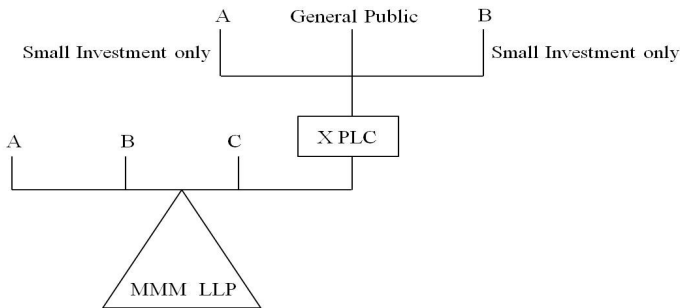 A General Public B
Small Investment only Small Investment only
X PLC
A B C
MMM LLP